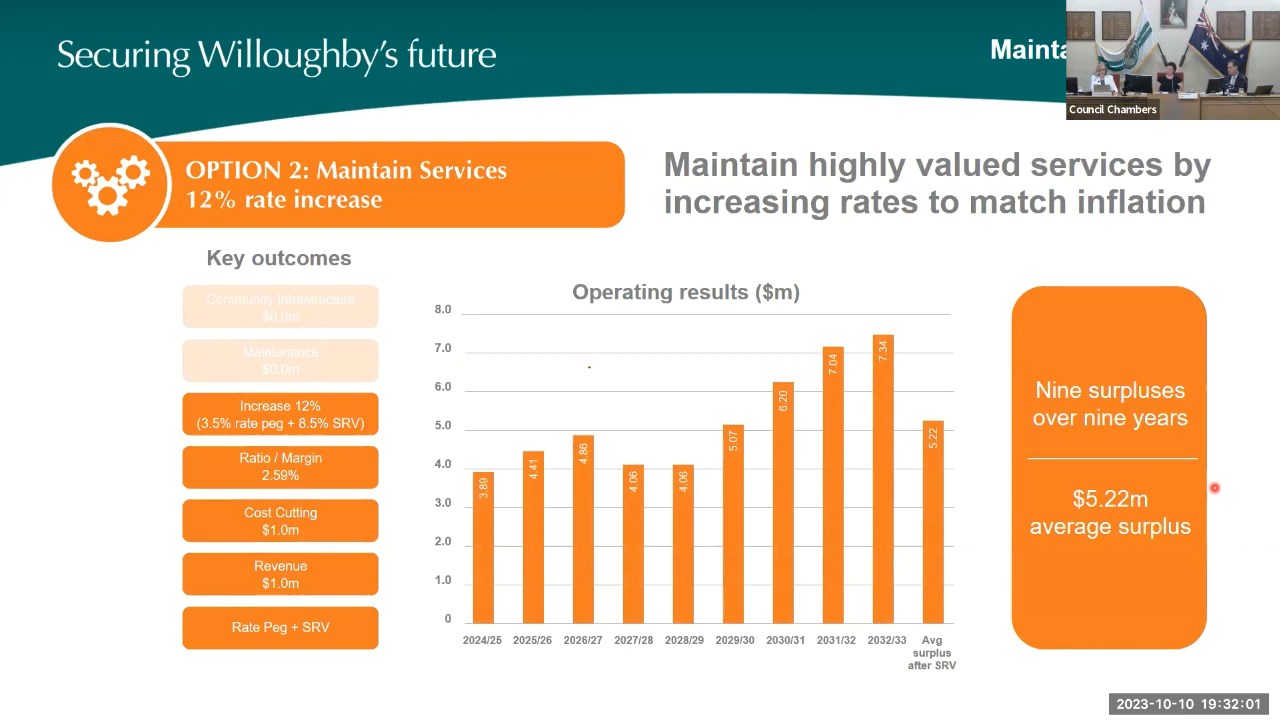 Securing Willoughby's future
Mainta
Council Chambers
OPTION 2: Maintain Services
12% rate increase
Maintain highly valued services by
increasing rates to match inflation
Key outcomes
Community Infrastructure
$0.0m
Maintenance
$0.0m
Increase 12%
(3.5% rate peg + 8.5% SRV)
Ratio / Margin
2.59%
Cost Cutting
$1.0m
Revenue
$1.0m
Rate Peg + SRV
Operating results ($m)
8.0
7.0
6.0
5.0
4.0
3.0
2.0
1.0
0
3.89
4.41
4.86
4.06
4.06
5.07
6.20
7.04
7.34
5.22
2024/25
2025/26
2026/27
2027/28
2028/29
2029/30
2030/31
2031/32
2032/33
Avg
surplus
after SRV
Nine surpluses
over nine years
$5.22m
average surplus
2023-10-10 19:32:01